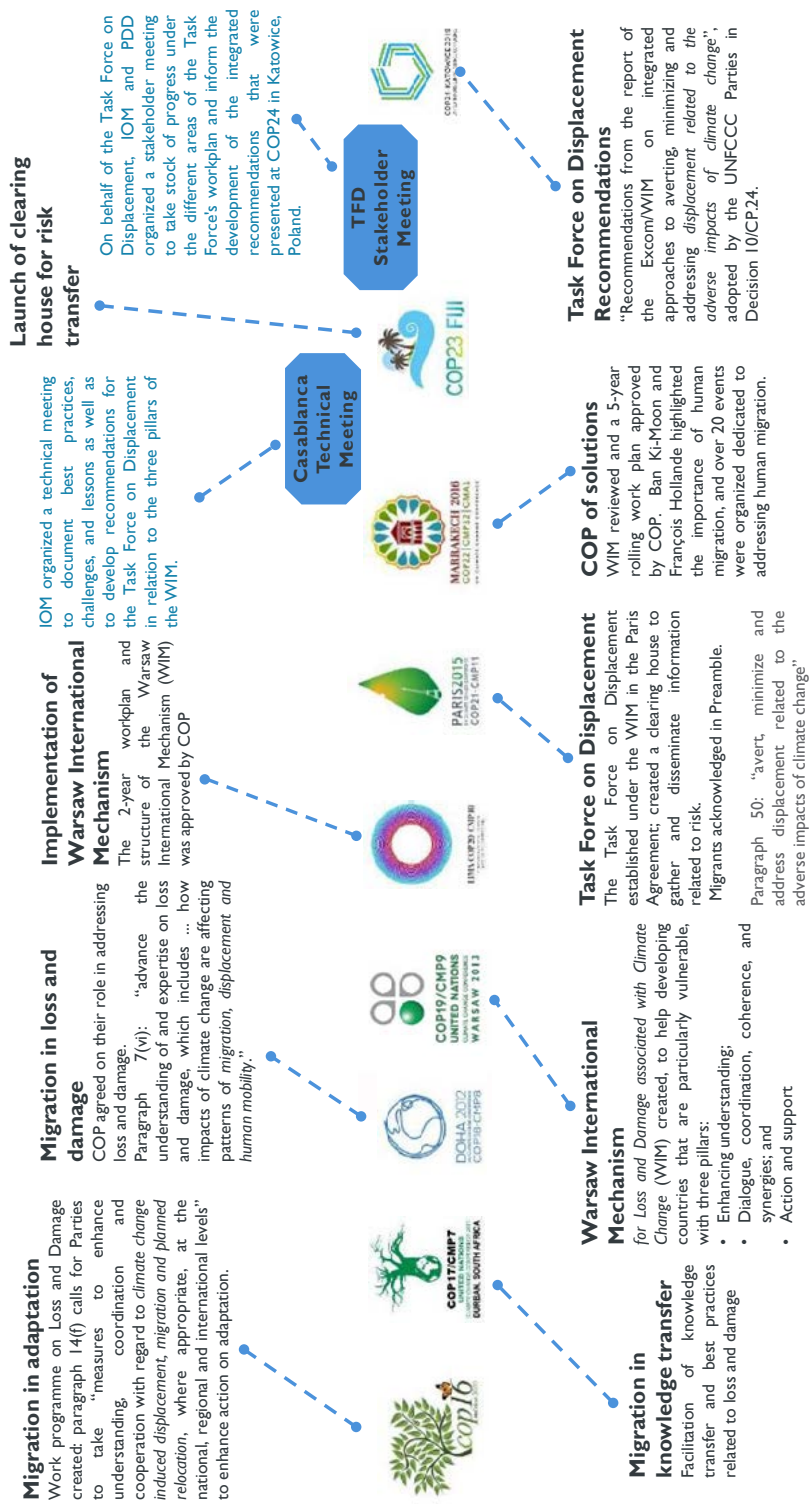 Migration in adaptation
Work programme on Loss and Damage
created: paragraph 14(f) calls for Parties
to take “measures to enhance
understanding, coordination and
cooperation with regard to climate change
induced displacement, migration and planned
relocation, where appropriate, at the
national, regional and international levels”
to enhance action on adaptation.
Migration in loss and
damage
COP agreed on their role in addressing
loss and damage.
Paragraph 7(vi): “advance the
understanding of and expertise on loss
and damage, which includes ... how
impacts of climate change are affecting
patterns of migration, displacement and
human mobility.”
Implementation of
Warsaw International
Mechanism
The 2-year workplan and
structure of the Warsaw
International Mechanism (WIM)
was approved by COP
IOM organized a technical meeting
to document best practices,
challenges, and lessons as well as
to develop recommendations for
the Task Force on Displacement
in relation to the three pillars of
the WIM.
Launch of clearing
house for risk
transfer
On behalf of the Task Force on
Displacement, IOM and PDD
organized a stakeholder meeting
to take stock of progress under
the different areas of the Task
Force's workplan and inform the
development of the integrated
recommendations that were
presented at COP24 in Katowice,
Poland.
Casablanca
Technical
Meeting
TFD
Stakeholder
Meeting
cop16
COP17/CMP7
UNITED NATIONS
CLIMATE CHANGE CONFERENCE 2011
DURBAN, SOUTH AFRICA
DOHA 2012
COP18·CMP8
COP19/CMP9
UNITED NATIONS
CLIMATE CHANGE CONFERENCE
WARSAW 2013
LIMA COP20 CMP10
PARIS2015
COP21·CMP11
MARRAKECH 2016
COP22|CMP12|CMA1
UN CLIMATE CHANGE CONFERENCE
COP23 FIJI
COP24·KATOWICE 2018
Migration in
knowledge transfer
Facilitation of knowledge
transfer and best practices
related to loss and damage
Warsaw International
Mechanism
for Loss and Damage associated with Climate
Change (WIM) created, to help developing
countries that are particularly vulnerable,
with three pillars:
• Enhancing understanding;
• Dialogue, coordination, coherence, and
synergies; and
• Action and support
Task Force on Displacement
The Task Force on Displacement
established under the WIM in the Paris
Agreement; created a clearing house to
gather and disseminate information
related to risk.
Migrants acknowledged in Preamble.
Paragraph 50: “avert, minimize and
address displacement related to the
adverse impacts of climate change”
COP of solutions
WIM reviewed and a 5-year
rolling work plan approved
by COP. Ban Ki-Moon and
François Hollande highlighted
the importance of human
migration, and over 20 events
were organized dedicated to
addressing human migration.
Task Force on Displacement
Recommendations
“Recommendations from the report of
the Excom/WIM on integrated
approaches to averting, minimizing and
addressing displacement related to the
adverse impacts of climate change”,
adopted by the UNFCCC Parties in
Decision 10/CP.24.